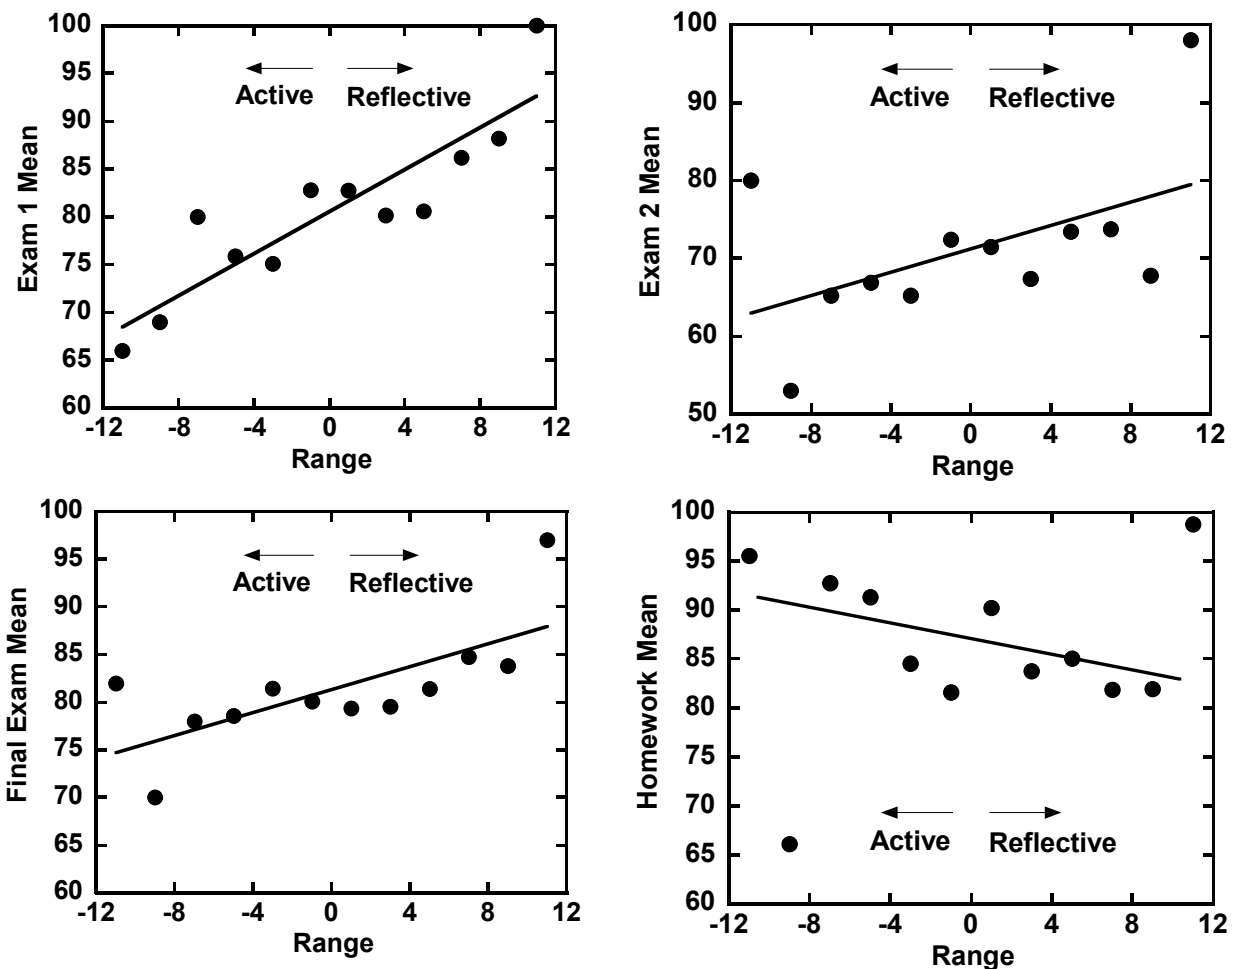 100
95
90
85
80
75
70
65
60
-12 -8 -4 0 4 8 12
Exam 1 Mean
Range
Active Reflective
100
90
80
70
60
50
-12 -8 -4 0 4 8 12
Exam 2 Mean
Range
Active Reflective
100
95
90
85
80
75
70
65
60
-12 -8 -4 0 4 8 12
Final Exam Mean
Range
Active Reflective
100
95
90
85
80
75
70
65
60
-12 -8 -4 0 4 8 12
Homework Mean
Range
Active Reflective